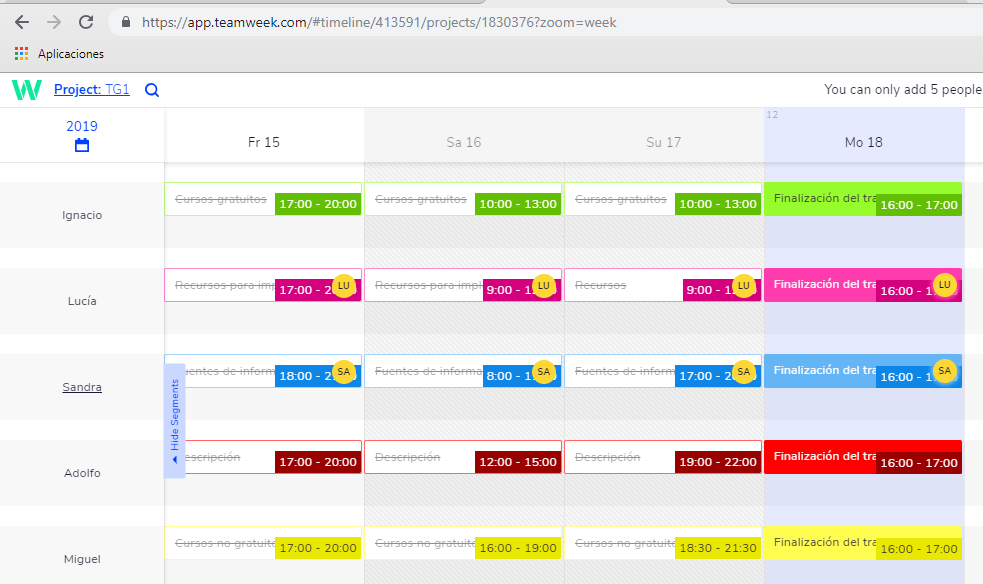 https://app.teamweek.com/#timeline/413591/projects/1830376?zoom=week
Aplicaciones
W Project: TG1 You can only add 5 people
2019 Fr 15 Sa 16 Su 17 12 Mo 18
Ignacio Cursos gratuitos 17:00 - 20:00 Cursos gratuitos 10:00 - 13:00 Cursos gratuitos 10:00 - 13:00 Finalización del tra 16:00 - 17:00
Lucía Recursos para imp 17:00 - 2 LU Recursos para impl 9:00 - 1 LU Recursos 9:00 - 1 LU Finalización del tra 16:00 - 1 LU
Sandra uentes de inform 18:00 - 2 SA Fuentes de informa 8:00 - 1 SA Fuentes de inform 17:00 - 2 SA Finalización del tra 16:00 - 1 SA
Hide Segments
Adolfo escripción 17:00 - 20:00 Descripción 12:00 - 15:00 Descripción 19:00 - 22:00 Finalización del tra 16:00 - 17:00
Miguel Cursos no gratuito 17:00 - 20:00 Cursos no gratuito 16:00 - 19:00 Cursos no gratuito 18:30 - 21:30 Finalización del tra 16:00 - 17:00